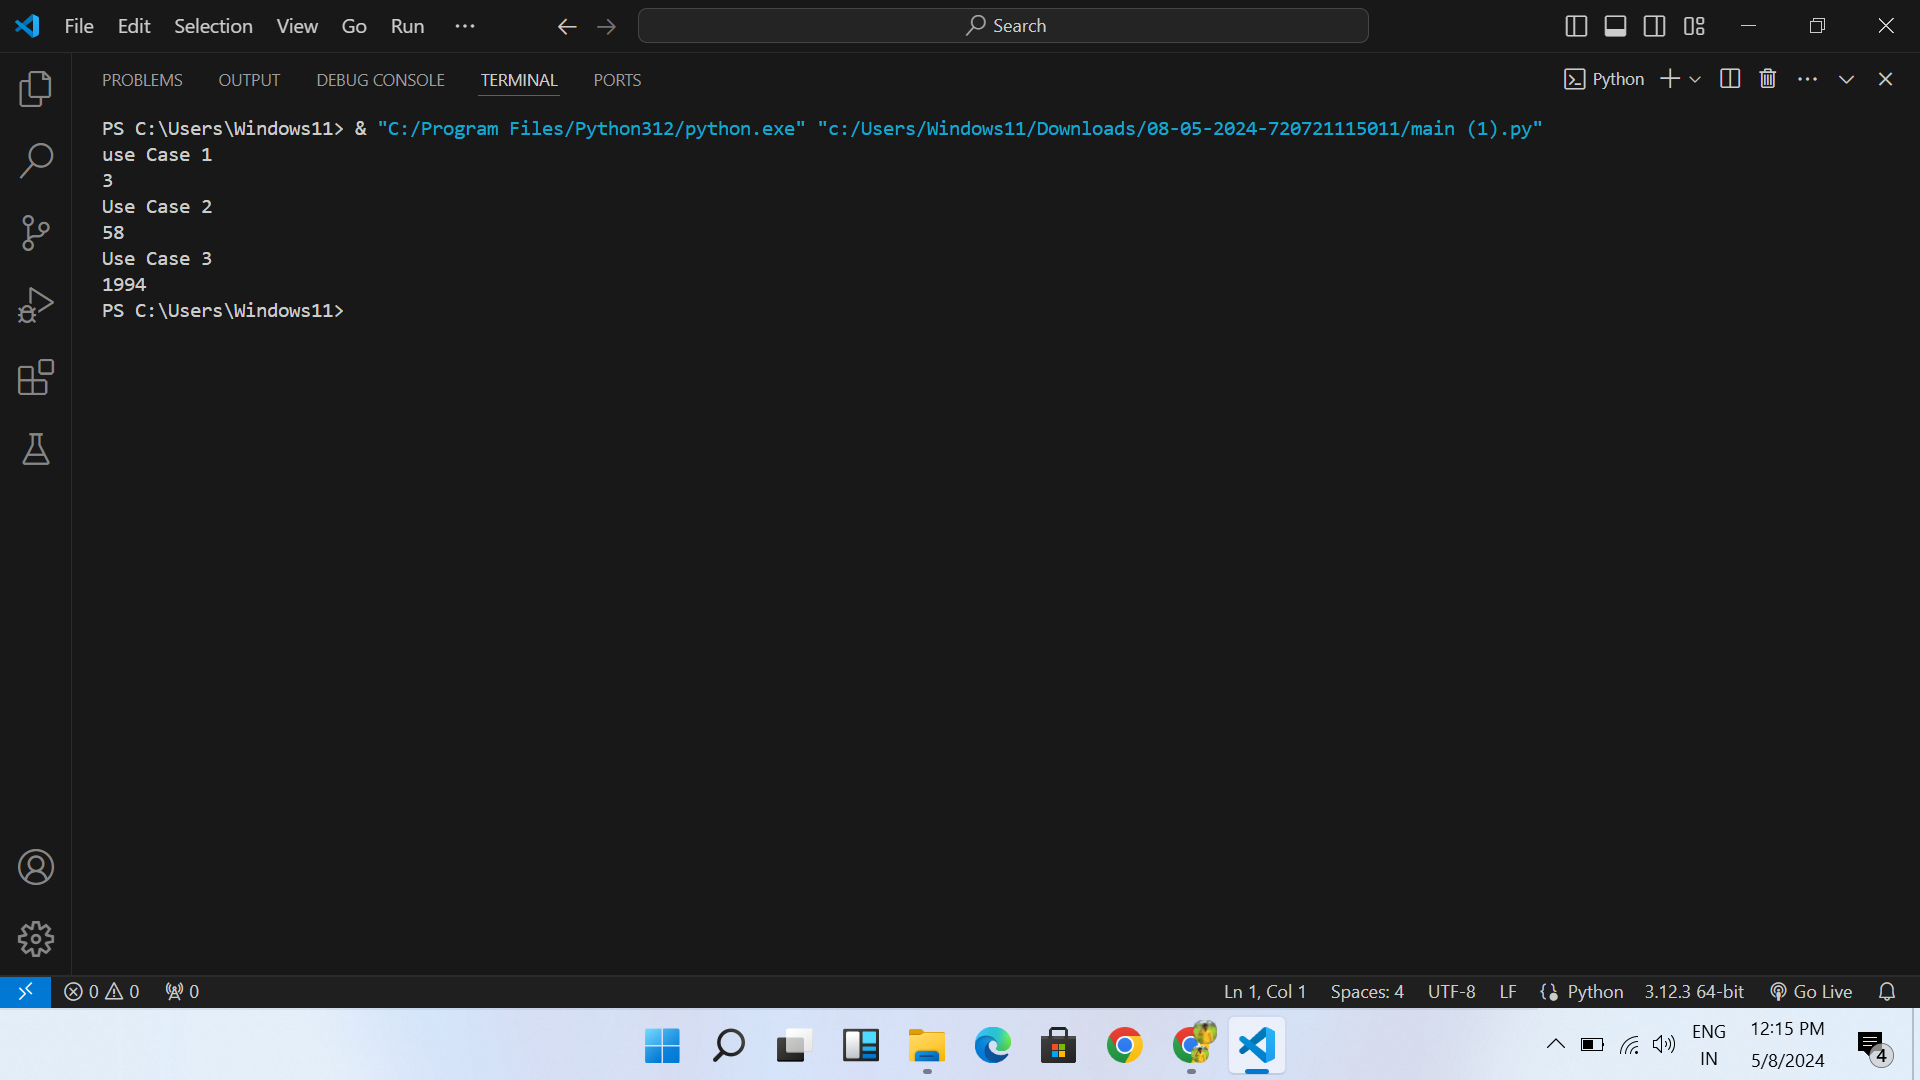 File Edit Selection View Go Run ··· Search
PROBLEMS OUTPUT DEBUG CONSOLE TERMINAL PORTS Python
PS C:\Users\Windows11> & "C:/Program Files/Python312/python.exe" "c:/Users/Windows11/Downloads/08-05-2024-720721115011/main (1).py"
use Case 1
3
Use Case 2
58
Use Case 3
1994
PS C:\Users\Windows11>
0 0 0 Ln 1, Col 1 Spaces: 4 UTF-8 LF Python 3.12.3 64-bit Go Live
ENG 12:15 PM
IN 5/8/2024 4